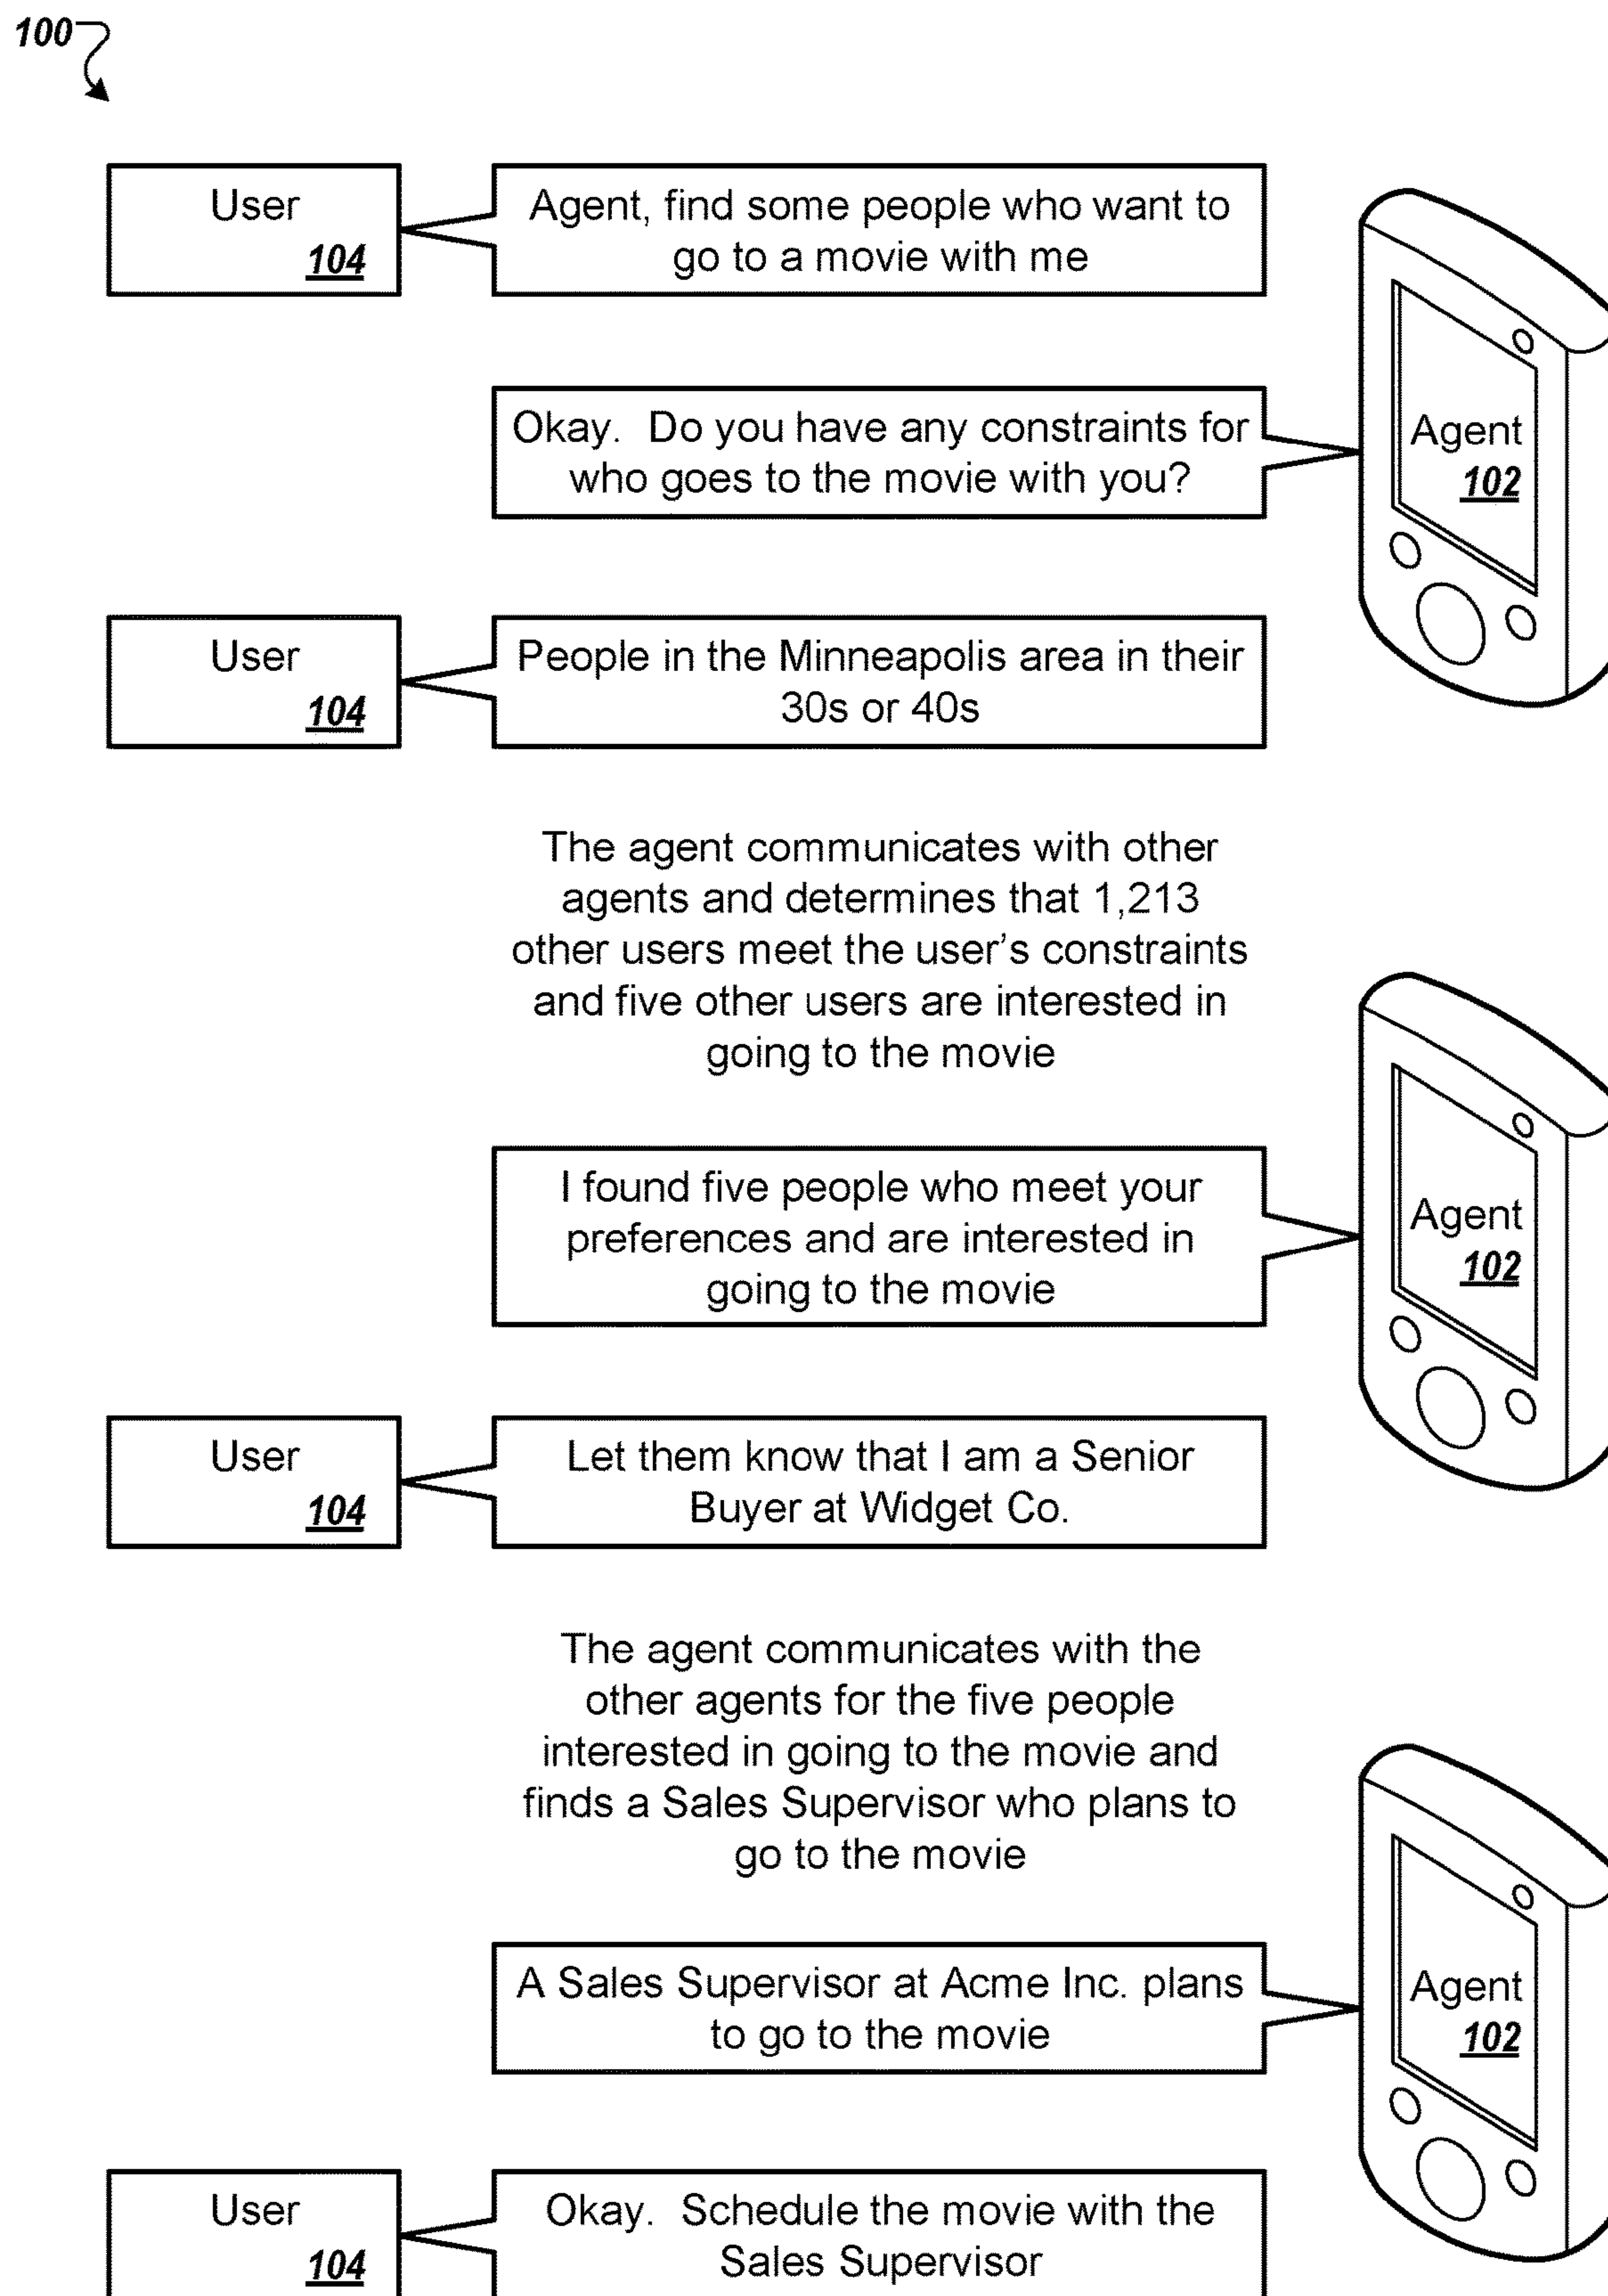 100
User
104
Agent, find some people who want to
go to a movie with me
Okay. Do you have any constraints for
who goes to the movie with you?
Agent
102
User
104
People in the Minneapolis area in their
30s or 40s
The agent communicates with other
agents and determines that 1,213
other users meet the user's constraints
and five other users are interested in
going to the movie
I found five people who meet your
preferences and are interested in
going to the movie
Agent
102
User
104
Let them know that I am a Senior
Buyer at Widget Co.
The agent communicates with the
other agents for the five people
interested in going to the movie and
finds a Sales Supervisor who plans to
go to the movie
A Sales Supervisor at Acme Inc. plans
to go to the movie
Agent
102
User
104
Okay. Schedule the movie with the
Sales Supervisor